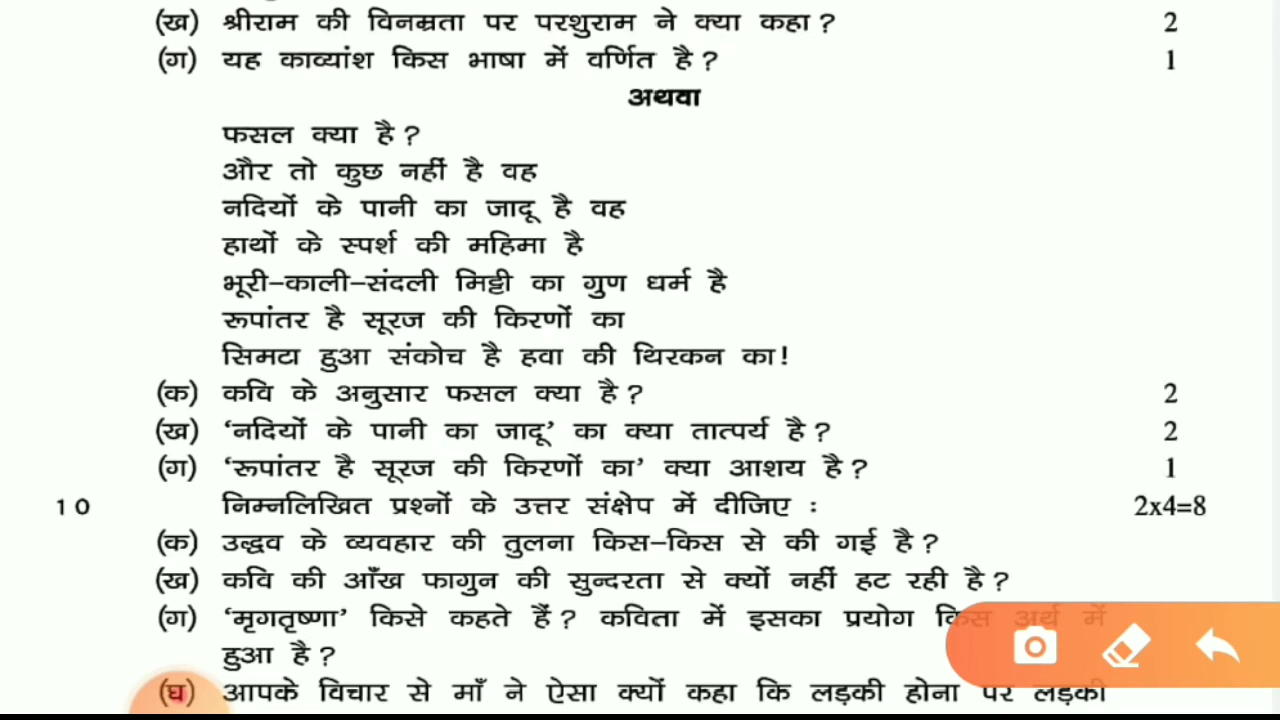 (ख) श्रीराम की विनम्रता पर परशुराम ने क्या कहा ? 2
(ग) यह काव्यांश किस भाषा में वर्णित है ? 1
अथवा
फसल क्या है ?
और तो कुछ नहीं है वह
नदियों के पानी का जादू है वह
हाथों के स्पर्श की महिमा है
भूरी-काली-संदली मिट्टी का गुण धर्म है
रूपांतर है सूरज की किरणों का
सिमटा हुआ संकोच है हवा की थिरकन का!
(क) कवि के अनुसार फसल क्या है ? 2
(ख) 'नदियों के पानी का जादू' का क्या तात्पर्य है ? 2
(ग) 'रूपांतर है सूरज की किरणों का' क्या आशय है ? 1
10 निम्नलिखित प्रश्नों के उत्तर संक्षेप में दीजिए : 2x4=8
(क) उद्धव के व्यवहार की तुलना किस-किस से की गई है ?
(ख) कवि की आँख फागुन की सुन्दरता से क्यों नहीं हट रही है ?
(ग) 'मृगतृष्णा' किसे कहते हैं ? कविता में इसका प्रयोग किस अर्थ में
हुआ है ?
(घ) आपके विचार से माँ ने ऐसा क्यों कहा कि लड़की होना पर लड़की